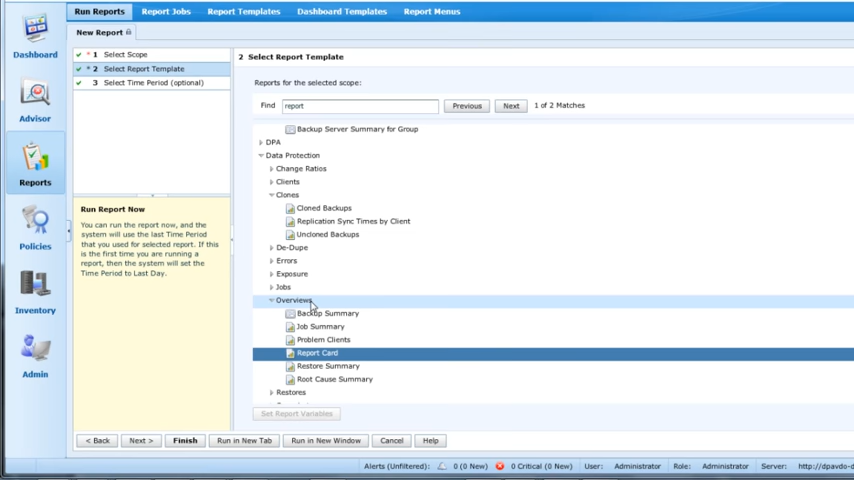 Run Reports Report Jobs Report Templates Dashboard Templates Report Menus
New Report
Dashboard
Advisor
Reports
Policies
Inventory
Admin
* 1 Select Scope
* 2 Select Report Template
3 Select Time Period (optional)
Run Report Now
You can run the report now, and the
system will use the last Time Period
that you used for selected report. If this
is the first time you are running a
report, then the system will set the
Time Period to Last Day.
2 Select Report Template
Reports for the selected scope:
Find report Previous Next 1 of 2 Matches
Backup Server Summary for Group
DPA
Data Protection
Change Ratios
Clients
Clones
Cloned Backups
Replication Sync Times by Client
Uncloned Backups
De-Dupe
Errors
Exposure
Jobs
Overviews
Backup Summary
Job Summary
Problem Clients
Report Card
Restore Summary
Root Cause Summary
Restores
Set Report Variables
< Back Next > Finish Run in New Tab Run in New Window Cancel Help
Alerts (Unfiltered): 0 (0 New) 0 Critical (0 New) User: Administrator Role: Administrator Server: http://dpavdo-d